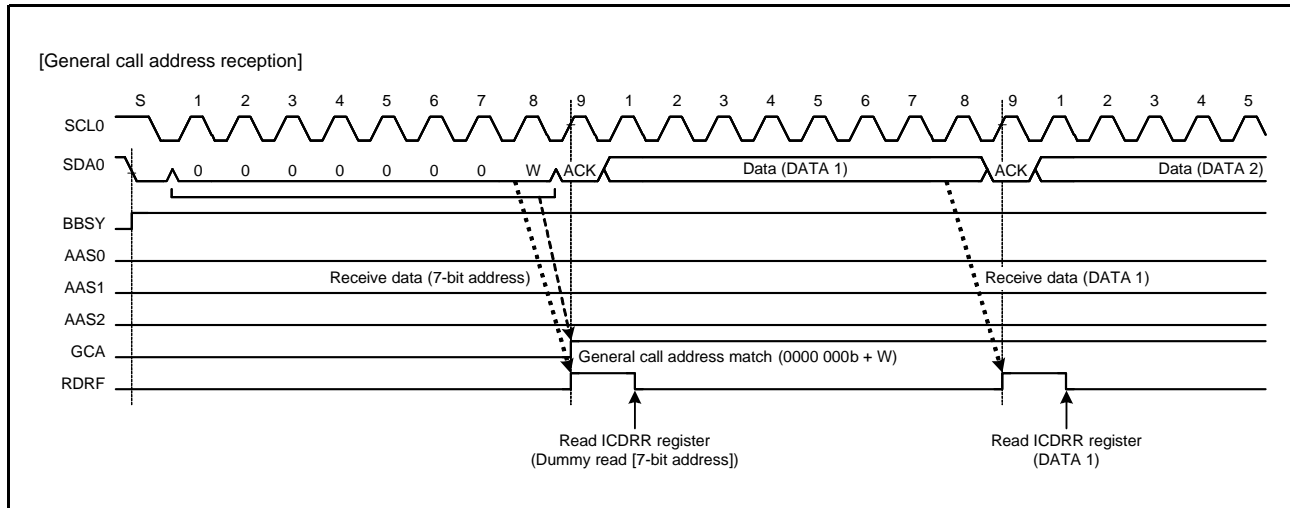 [General call address reception]
S 1 2 3 4 5 6 7 8 9 1 2 3 4 5 6 7 8 9 1 2 3 4 5
SCL0
SDA0 0 0 0 0 0 0 0 W ACK Data (DATA 1) ACK Data (DATA 2)
BBSY
AAS0
Receive data (7-bit address) Receive data (DATA 1)
AAS1
AAS2
GCA General call address match (0000 000b + W)
RDRF
Read ICDRR register Read ICDRR register
(Dummy read [7-bit address]) (DATA 1)